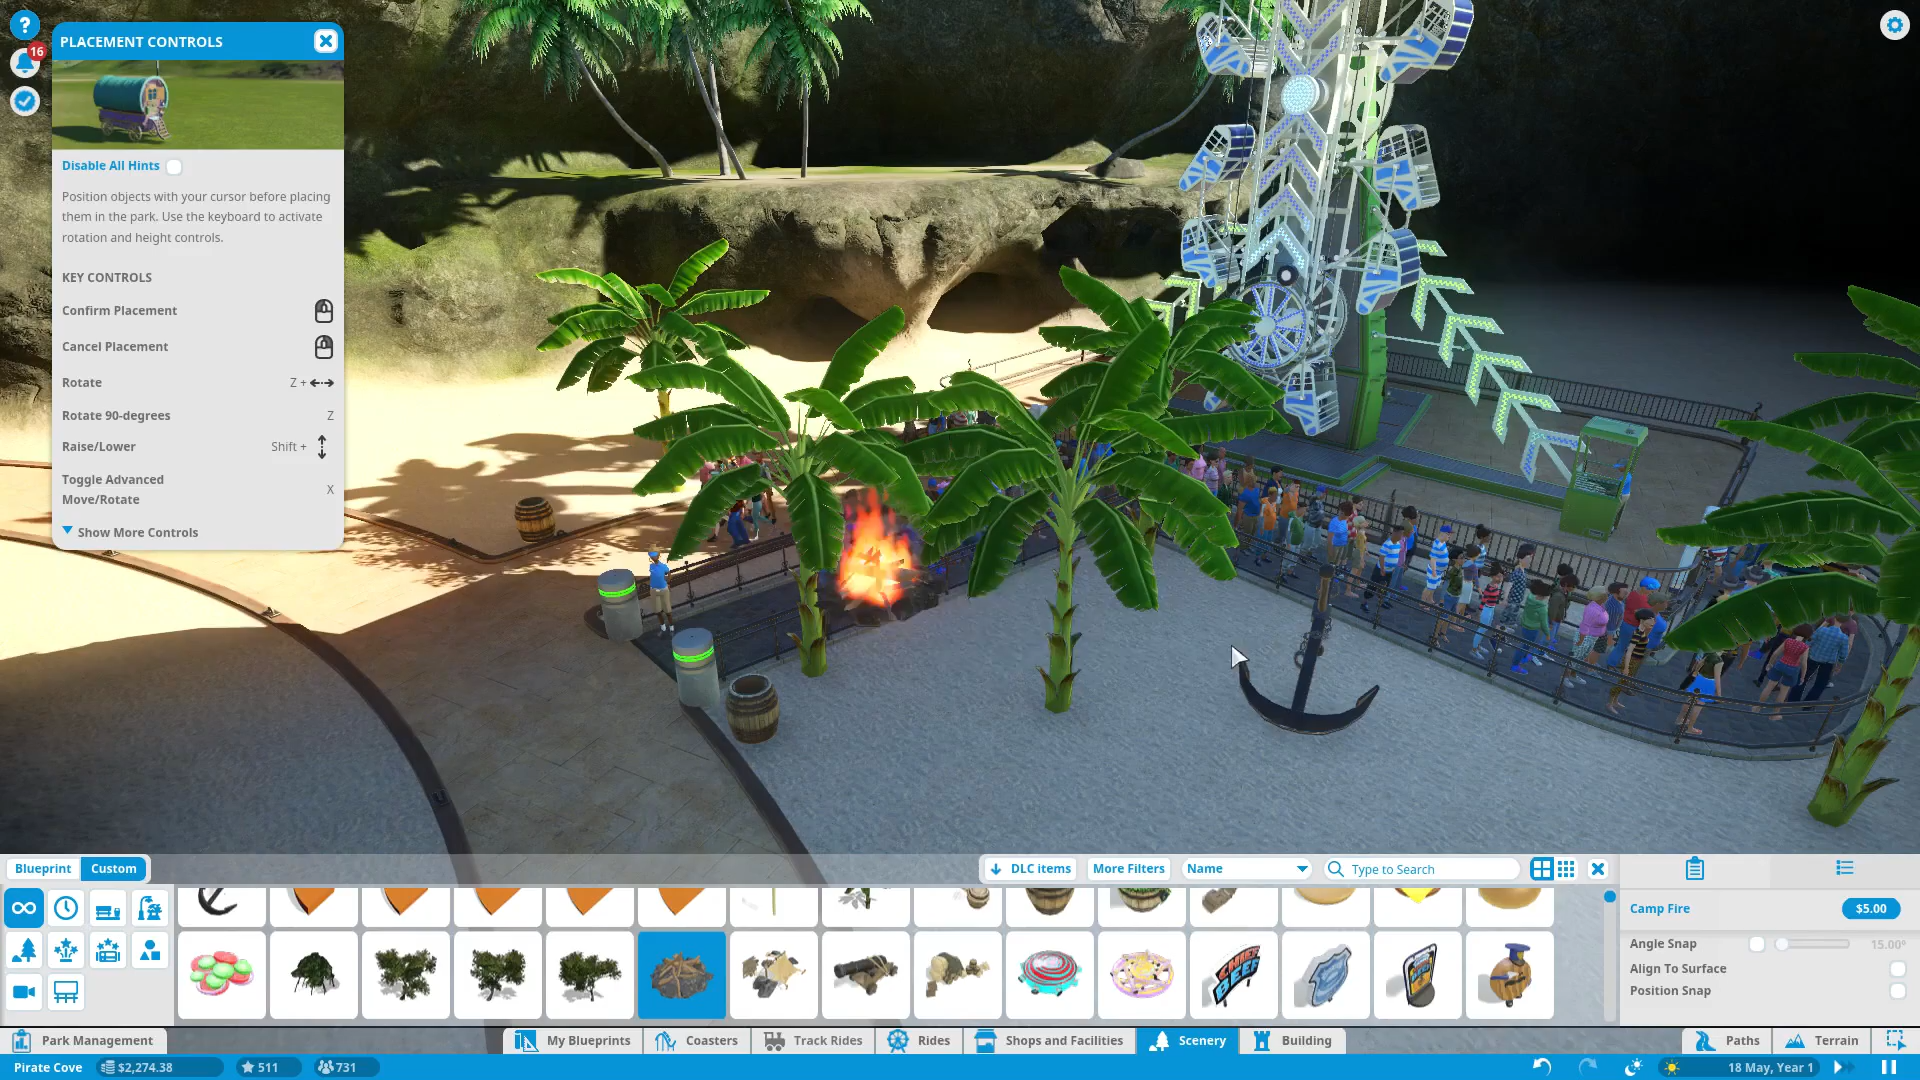 ?
16
PLACEMENT CONTROLS
Disable All Hints
Position objects with your cursor before placing
them in the park. Use the keyboard to activate
rotation and height controls.
KEY CONTROLS
Confirm Placement
Cancel Placement
Rotate Z +
Rotate 90-degrees Z
Raise/Lower Shift +
Toggle Advanced
Move/Rotate X
Show More Controls
Blueprint Custom
DLC items More Filters Name Type to Search
CHIEF
BEEF
Camp Fire $5.00
Angle Snap 15.00°
Align To Surface
Position Snap
Park Management My Blueprints Coasters Track Rides Rides Shops and Facilities Scenery Building Paths Terrain
Pirate Cove $2,274.38 511 731 18 May, Year 1